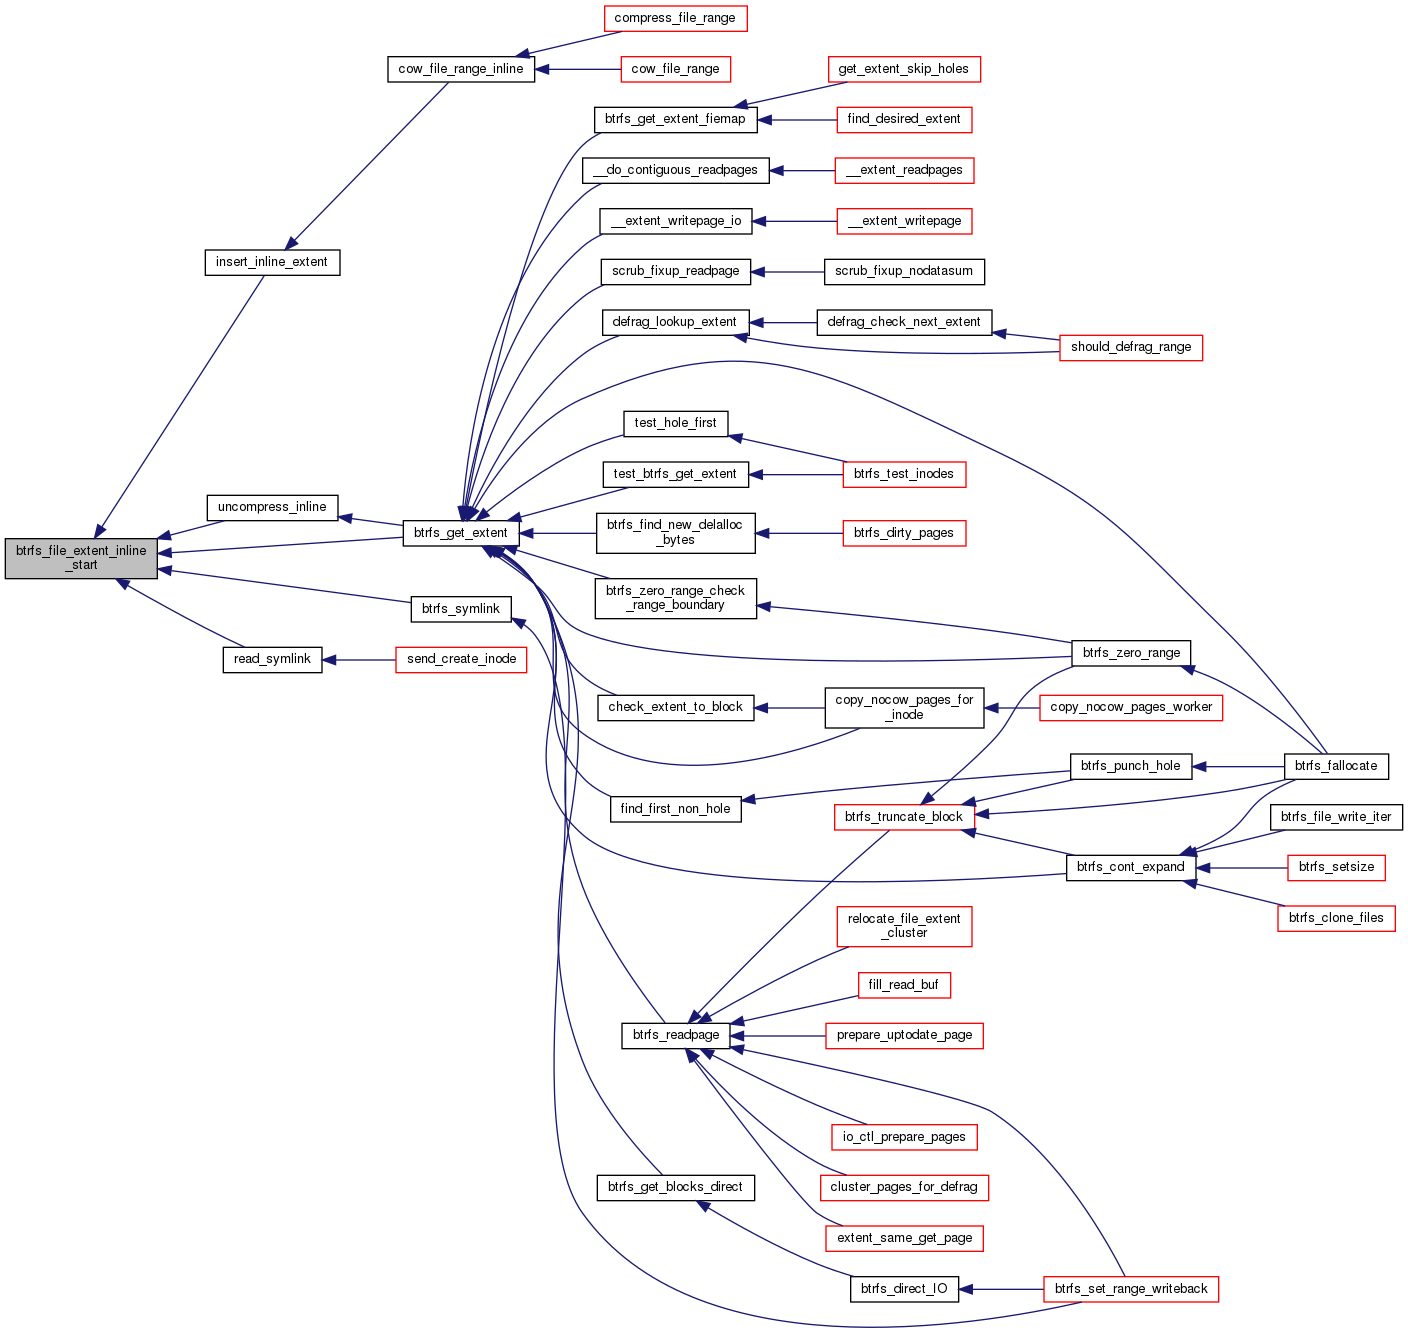 compress_file_range
cow_file_range_inline
cow_file_range
get_extent_skip_holes
btrfs_get_extent_fiemap
find_desired_extent
__do_contiguous_readpages
__extent_readpages
__extent_writepage_io
__extent_writepage
insert_inline_extent
scrub_fixup_readpage
scrub_fixup_nodatasum
defrag_lookup_extent
defrag_check_next_extent
should_defrag_range
test_hole_first
test_btrfs_get_extent
btrfs_test_inodes
uncompress_inline
btrfs_get_extent
btrfs_find_new_delalloc
_bytes
btrfs_dirty_pages
btrfs_file_extent_inline
_start
btrfs_zero_range_check
_range_boundary
btrfs_symlink
read_symlink
send_create_inode
btrfs_zero_range
check_extent_to_block
copy_nocow_pages_for
_inode
copy_nocow_pages_worker
btrfs_punch_hole
btrfs_fallocate
find_first_non_hole
btrfs_truncate_block
btrfs_file_write_iter
btrfs_cont_expand
btrfs_setsize
btrfs_clone_files
relocate_file_extent
_cluster
fill_read_buf
btrfs_readpage
prepare_uptodate_page
io_ctl_prepare_pages
btrfs_get_blocks_direct
cluster_pages_for_defrag
extent_same_get_page
btrfs_direct_IO
btrfs_set_range_writeback